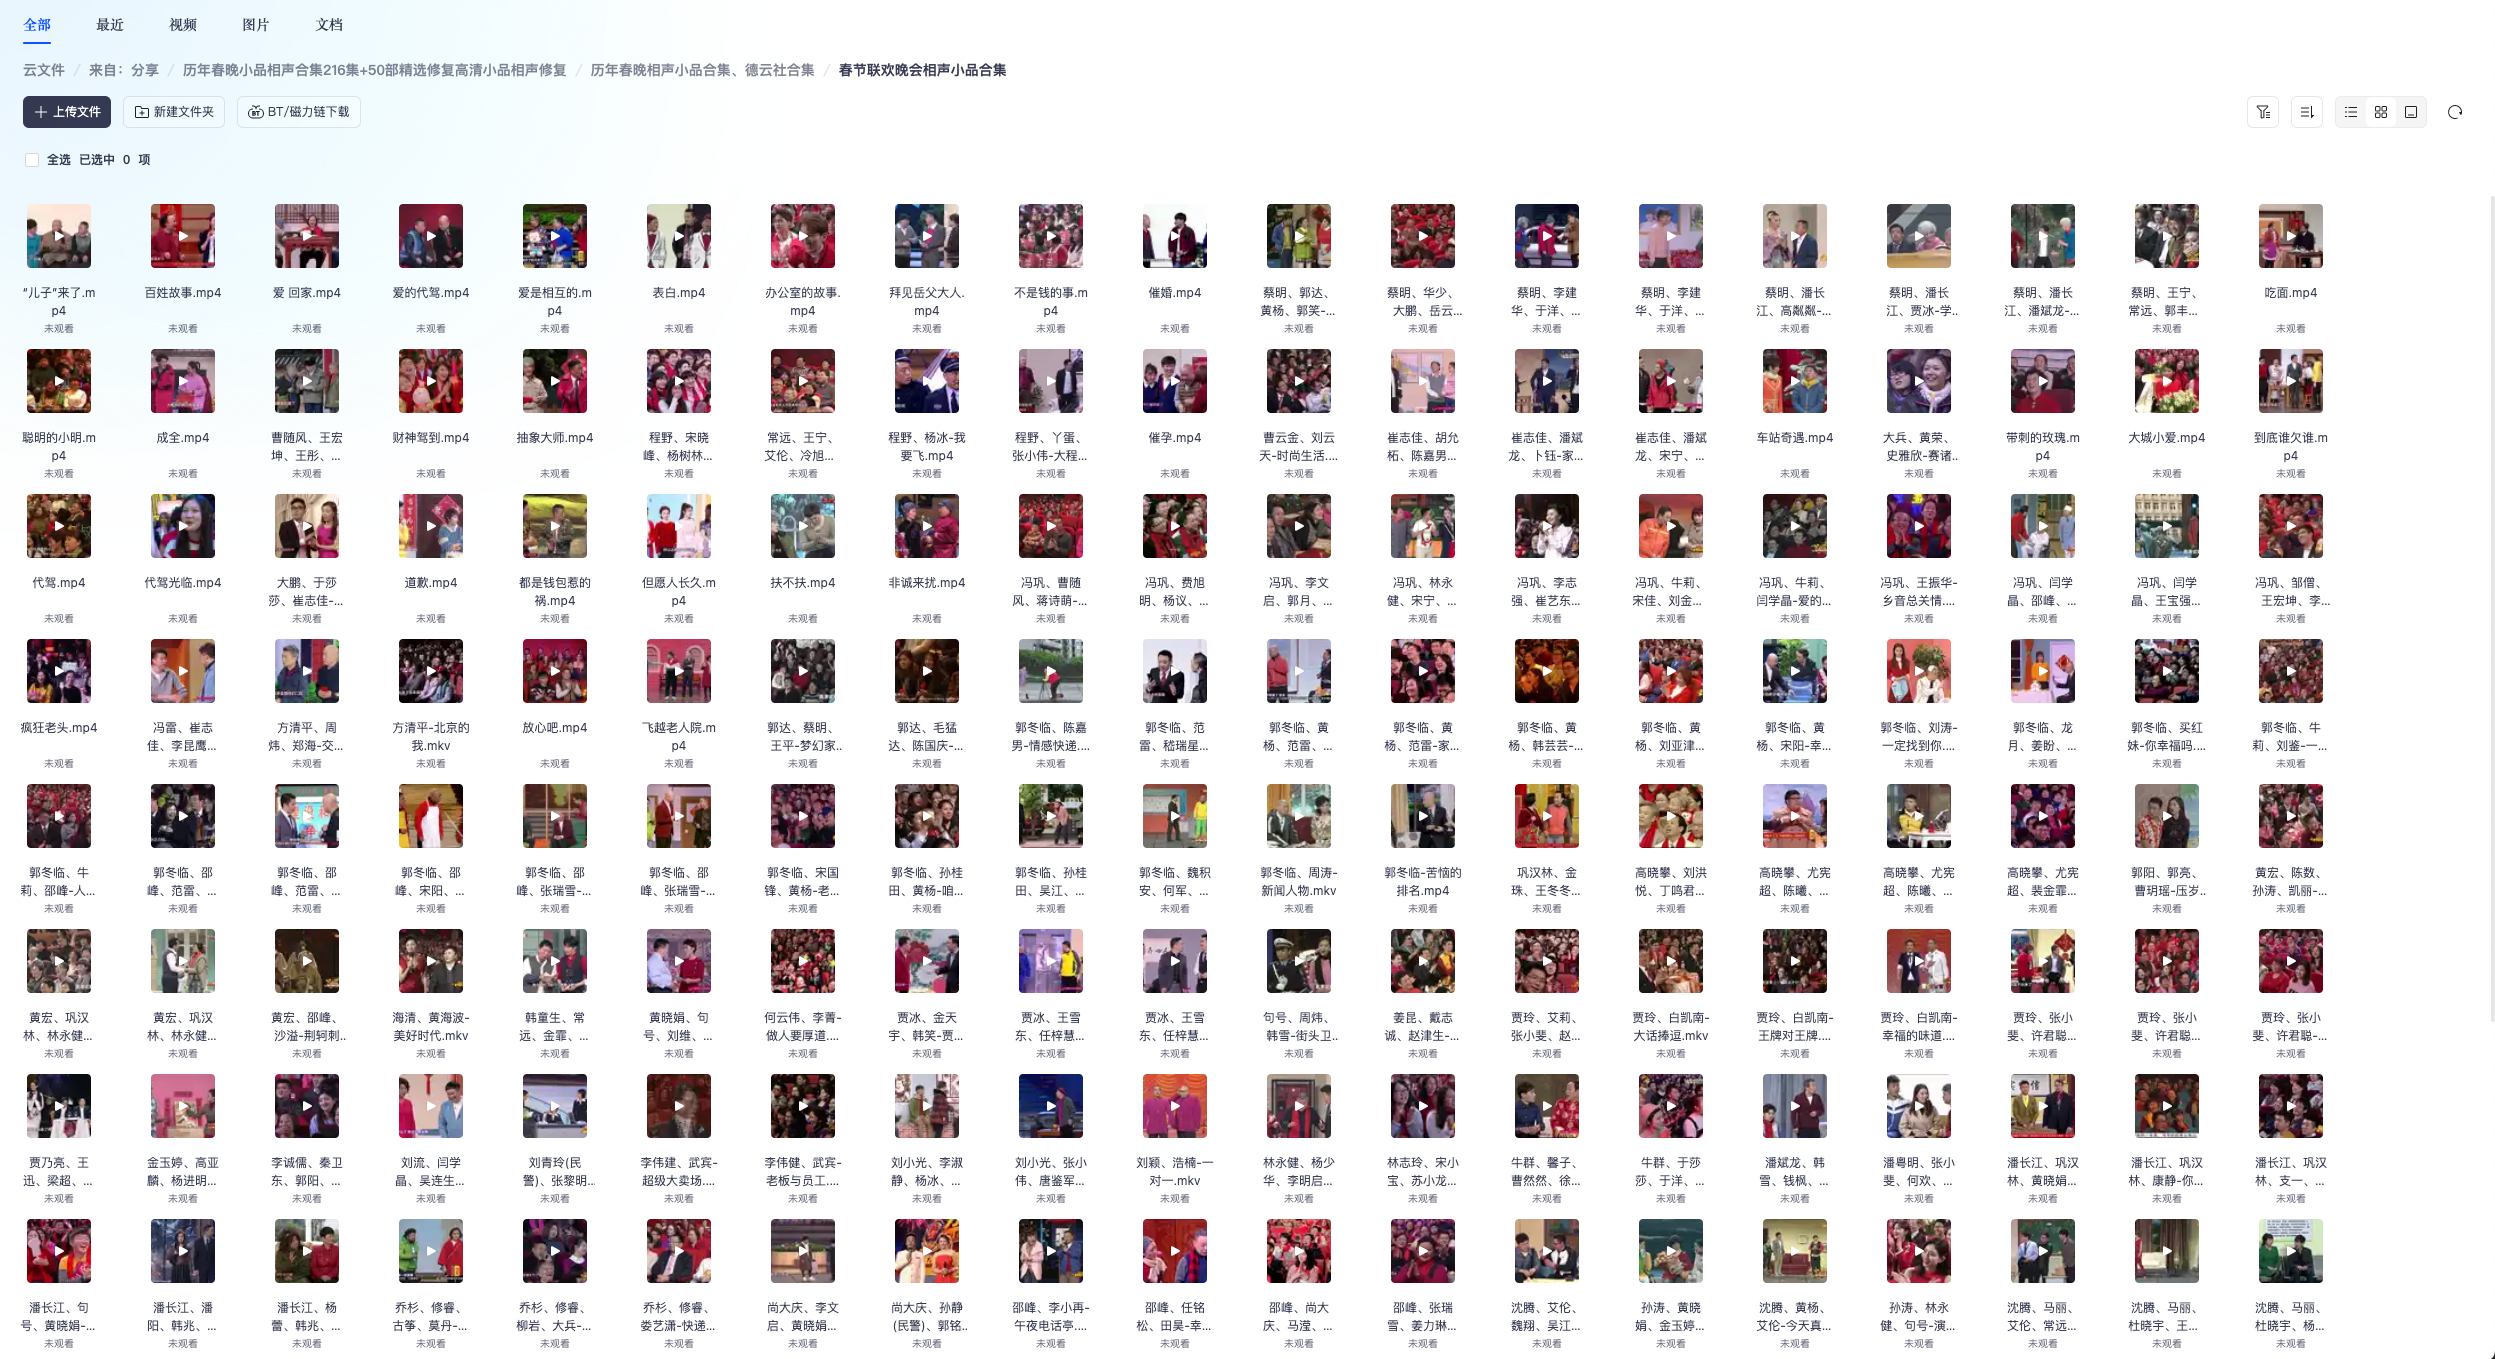 全部 最近 视频 图片 文档
云文件 / 来自：分享 / 历年春晚小品相声合集216集+50部精选修复高清小品相声修复 / 历年春晚相声小品合集、德云社合集 / 春节联欢晚会相声小品合集
上传文件 新建文件夹 BT/磁力链下载
全选 已选中 0 项
“儿子”来了.m 百姓故事.mp4 爱 回家.mp4 爱的代驾.mp4 爱是相互的.m 表白.mp4 办公室的故事. 拜见岳父大人. 不是钱的事.m 催婚.mp4 蔡明、郭达、 蔡明、华少、 蔡明、李建 蔡明、李建 蔡明、潘长 蔡明、潘长 蔡明、潘长 蔡明、王宁、 吃面.mp4
p4 p4 mp4 mp4 p4 黄杨、郭笑-... 大鹏、岳云... 华、于洋、... 华、于洋、... 江、高粼粼-... 江、贾冰-学.. 江、潘斌龙-... 常远、郭丰...
未观看 未观看 未观看 未观看 未观看 未观看 未观看 未观看 未观看 未观看 未观看 未观看 未观看 未观看 未观看 未观看 未观看 未观看 未观看
聪明的小明.m 成全.mp4 曹随风、王宏 财神驾到.mp4 抽象大师.mp4 程野、宋晓 常远、王宁、 程野、杨冰-我 程野、丫蛋、 催孕.mp4 曹云金、刘云 崔志佳、胡允 崔志佳、潘斌 崔志佳、潘斌 车站奇遇.mp4 大兵、黄荣、 带刺的玫瑰.m 大城小爱.mp4 到底谁欠谁.m
p4 坤、王彤、... 峰、杨树林... 艾伦、冷旭... 要飞.mp4 张小伟-大程... 天-时尚生活.... 柘、陈嘉男... 龙、卜钰-家... 龙、宋宁、... 史雅欣-赛诸.. p4 p4
未观看 未观看 未观看 未观看 未观看 未观看 未观看 未观看 未观看 未观看 未观看 未观看 未观看 未观看 未观看 未观看 未观看 未观看 未观看
代驾.mp4 代驾光临.mp4 大鹏、于莎 道歉.mp4 都是钱包惹的 但愿人长久.m 扶不扶.mp4 非诚来扰.mp4 冯巩、曹随 冯巩、费旭 冯巩、李文 冯巩、林永 冯巩、李志 冯巩、牛莉、 冯巩、牛莉、 冯巩、王振华- 冯巩、闫学 冯巩、闫学 冯巩、邹僧、
莎、崔志佳-... 祸.mp4 p4 风、蒋诗萌-... 明、杨议、... 启、郭月、... 健、宋宁、... 强、崔艺东... 宋佳、刘金... 闫学晶-爱的... 乡音总关情.... 晶、邵峰、... 晶、王宝强... 王宏坤、李...
未观看 未观看 未观看 未观看 未观看 未观看 未观看 未观看 未观看 未观看 未观看 未观看 未观看 未观看 未观看 未观看 未观看 未观看 未观看
疯狂老头.mp4 冯雷、崔志 方清平、周 方清平-北京的 放心吧.mp4 飞越老人院.m 郭达、蔡明、 郭达、毛猛 郭冬临、陈嘉 郭冬临、范 郭冬临、黄 郭冬临、黄 郭冬临、黄 郭冬临、黄 郭冬临、黄 郭冬临、刘涛- 郭冬临、龙 郭冬临、买红 郭冬临、牛
佳、李昆鹰... 炜、郑海-交... 我.mkv p4 王平-梦幻家.. 达、陈国庆-... 男-情感快递.... 雷、嵇瑞星... 杨、范雷、... 杨、范雷-家... 杨、韩芸芸-... 杨、刘亚津... 杨、宋阳-幸... 一定找到你.... 月、姜盼、... 妹-你幸福吗.... 莉、刘鉴-一...
未观看 未观看 未观看 未观看 未观看 未观看 未观看 未观看 未观看 未观看 未观看 未观看 未观看 未观看 未观看 未观看 未观看 未观看 未观看
郭冬临、牛 郭冬临、邵 郭冬临、邵 郭冬临、邵 郭冬临、邵 郭冬临、邵 郭冬临、宋国 郭冬临、孙桂 郭冬临、孙桂 郭冬临、魏积 郭冬临、周涛- 郭冬临-苦恼的 巩汉林、金 高晓攀、刘洪 高晓攀、尤宪 高晓攀、尤宪 高晓攀、尤宪 郭阳、郭亮、 黄宏、陈数、
莉、邵峰-人... 峰、范雷、... 峰、范雷、... 峰、宋阳、... 峰、张瑞雪-... 峰、张瑞雪-... 锋、黄杨-老... 田、黄杨-咱... 田、吴江、... 安、何军、... 新闻人物.mkv 排名.mp4 珠、王冬冬... 悦、丁鸣君... 超、陈曦、... 超、陈曦、... 超、裴金霏... 曹玥瑶-压岁.. 孙涛、凯丽-...
未观看 未观看 未观看 未观看 未观看 未观看 未观看 未观看 未观看 未观看 未观看 未观看 未观看 未观看 未观看 未观看 未观看 未观看 未观看
黄宏、巩汉 黄宏、巩汉 黄宏、邵峰、 海清、黄海波- 韩童生、常 黄晓娟、句 何云伟、李菁- 贾冰、金天 贾冰、王雪 贾冰、王雪 句号、周炜、 姜昆、戴志 贾玲、艾莉、 贾玲、白凯南- 贾玲、白凯南- 贾玲、白凯南- 贾玲、张小 贾玲、张小 贾玲、张小
林、林永健... 林、林永健... 沙溢-荆轲刺.. 美好时代.mkv 远、金霏、... 号、刘维、... 做人要厚道.... 宇、韩笑-贾... 东、任梓慧... 东、任梓慧... 韩雪-街头卫.. 诚、赵津生-... 张小斐、赵... 大话捧逗.mkv 王牌对王牌.... 幸福的味道.... 斐、许君聪... 斐、许君聪... 斐、许君聪-...
未观看 未观看 未观看 未观看 未观看 未观看 未观看 未观看 未观看 未观看 未观看 未观看 未观看 未观看 未观看 未观看 未观看 未观看 未观看
贾乃亮、王 金玉婷、高亚 李诚儒、秦卫 刘流、闫学 刘青玲(民 李伟建、武宾- 李伟健、武宾- 刘小光、李淑 刘小光、张小 刘颖、浩楠-一 林永健、杨少 林志玲、宋小 牛群、馨子、 牛群、于莎 潘斌龙、韩 潘粤明、张小 潘长江、巩汉 潘长江、巩汉 潘长江、巩汉
迅、梁超、... 麟、杨进明... 东、郭阳、... 晶、吴连生... 警)、张黎明... 超级大卖场.... 老板与员工.... 静、杨冰、... 伟、唐鉴军... 对一.mkv 华、李明启... 宝、苏小龙... 曹然然、徐... 莎、于洋、... 雪、钱枫、... 斐、何欢、... 林、黄晓娟... 林、康静-你... 林、支一、...
未观看 未观看 未观看 未观看 未观看 未观看 未观看 未观看 未观看 未观看 未观看 未观看 未观看 未观看 未观看 未观看 未观看 未观看 未观看
潘长江、句 潘长江、潘 潘长江、杨 乔杉、修睿、 乔杉、修睿、 乔杉、修睿、 尚大庆、李文 尚大庆、孙静 邵峰、李小再- 邵峰、任铭 邵峰、尚大 邵峰、张瑞 沈腾、艾伦、 孙涛、黄晓 沈腾、黄杨、 孙涛、林永 沈腾、马丽、 沈腾、马丽、 沈腾、马丽、
号、黄晓娟-... 阳、韩兆、... 蕾、韩兆、... 古筝、莫丹-... 柳岩、大兵-... 娄艺潇-快递... 启、黄晓娟... (民警)、郭铭.. 午夜电话亭.... 松、田昊-幸... 庆、马滢、... 雪、姜力琳... 魏翔、吴江... 娟、金玉婷... 艾伦-今天真... 健、句号-演... 艾伦、常远... 杜晓宇、王... 杜晓宇、杨...
未观看 未观看 未观看 未观看 未观看 未观看 未观看 未观看 未观看 未观看 未观看 未观看 未观看 未观看 未观看 未观看 未观看 未观看 未观看